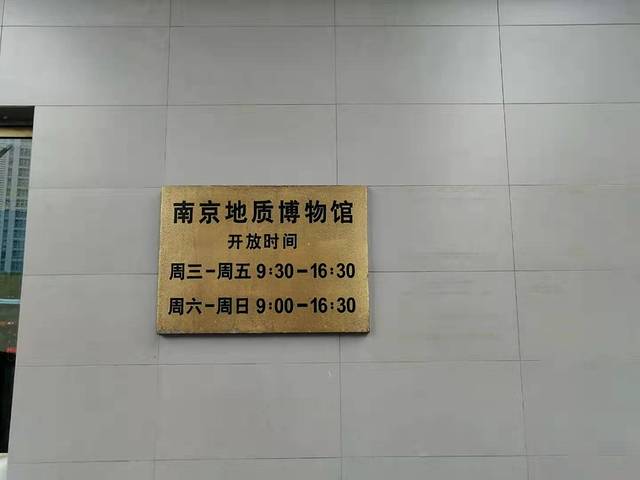 南京地质博物馆
开放时间
周三-周五 9:30-16:30
周六-周日 9:00-16:30